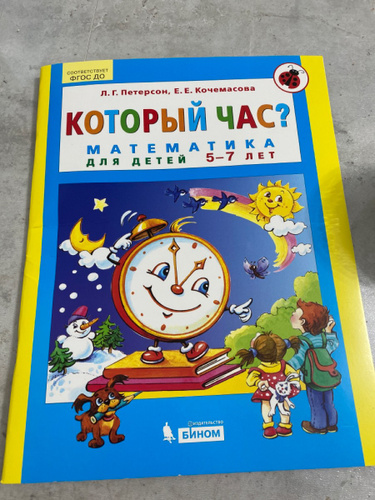 СООТВЕТСТВУЕТ
ФГОС ДО
Л. Г. Петерсон, Е. Е. Кочемасова
КОТОРЫЙ ЧАС?
МАТЕМАТИКА
ДЛЯ ДЕТЕЙ 5–7 ЛЕТ
ИЗДАТЕЛЬСТВО
БИНОМ